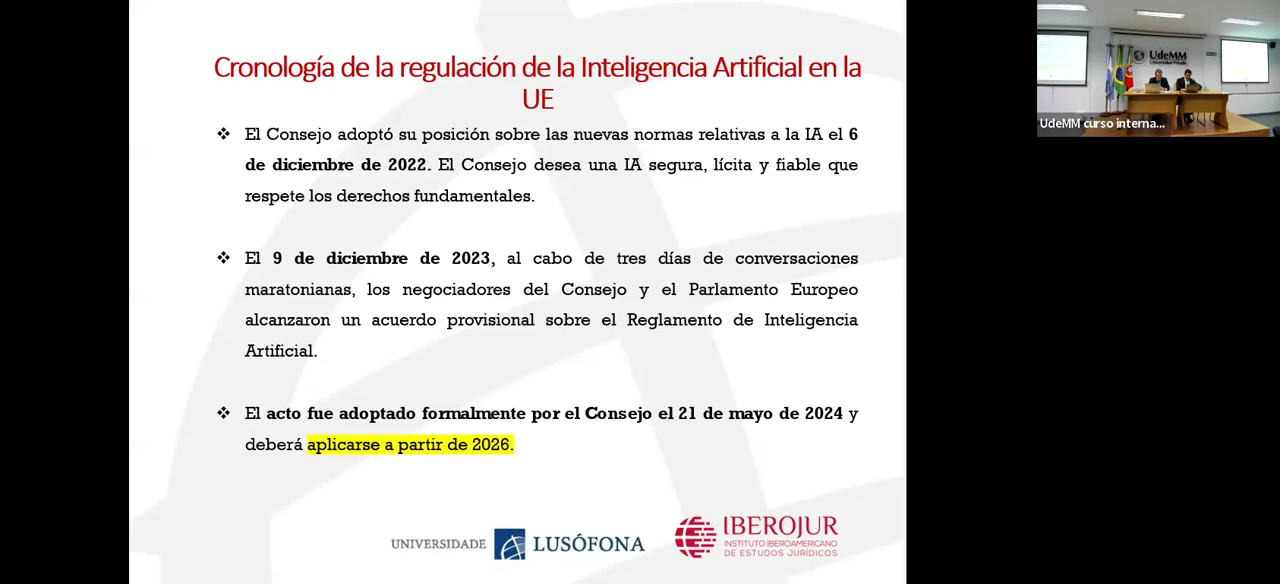 Cronología de la regulación de la Inteligencia Artificial en la
UE
❖ El Consejo adoptó su posición sobre las nuevas normas relativas a la IA el 6
de diciembre de 2022. El Consejo desea una IA segura, lícita y fiable que
respete los derechos fundamentales.
❖ El 9 de diciembre de 2023, al cabo de tres días de conversaciones
maratonianas, los negociadores del Consejo y el Parlamento Europeo
alcanzaron un acuerdo provisional sobre el Reglamento de Inteligencia
Artificial.
❖ El acto fue adoptado formalmente por el Consejo el 21 de mayo de 2024 y
deberá aplicarse a partir de 2026.
UNIVERSIDADE LUSÓFONA
IBEROJUR
INSTITUTO IBEROAMERICANO
DE ESTUDOS JURÍDICOS
UdeMM
Universidad Privada
UdeMM curso interna...